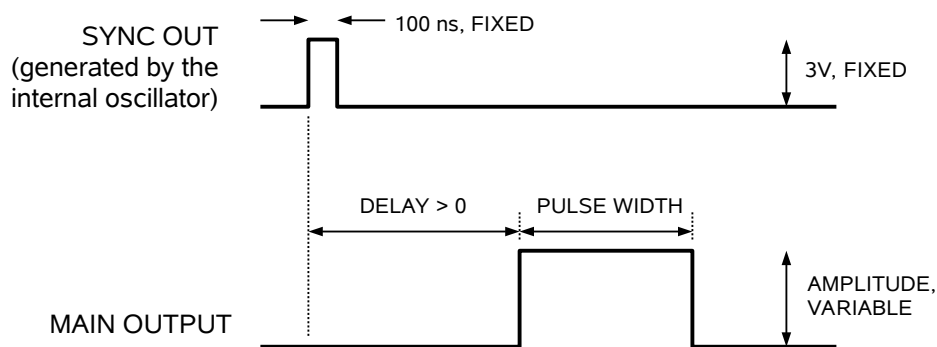 100 ns, FIXED
SYNC OUT
(generated by the
internal oscillator)
3V, FIXED
DELAY > 0
PULSE WIDTH
AMPLITUDE,
VARIABLE
MAIN OUTPUT